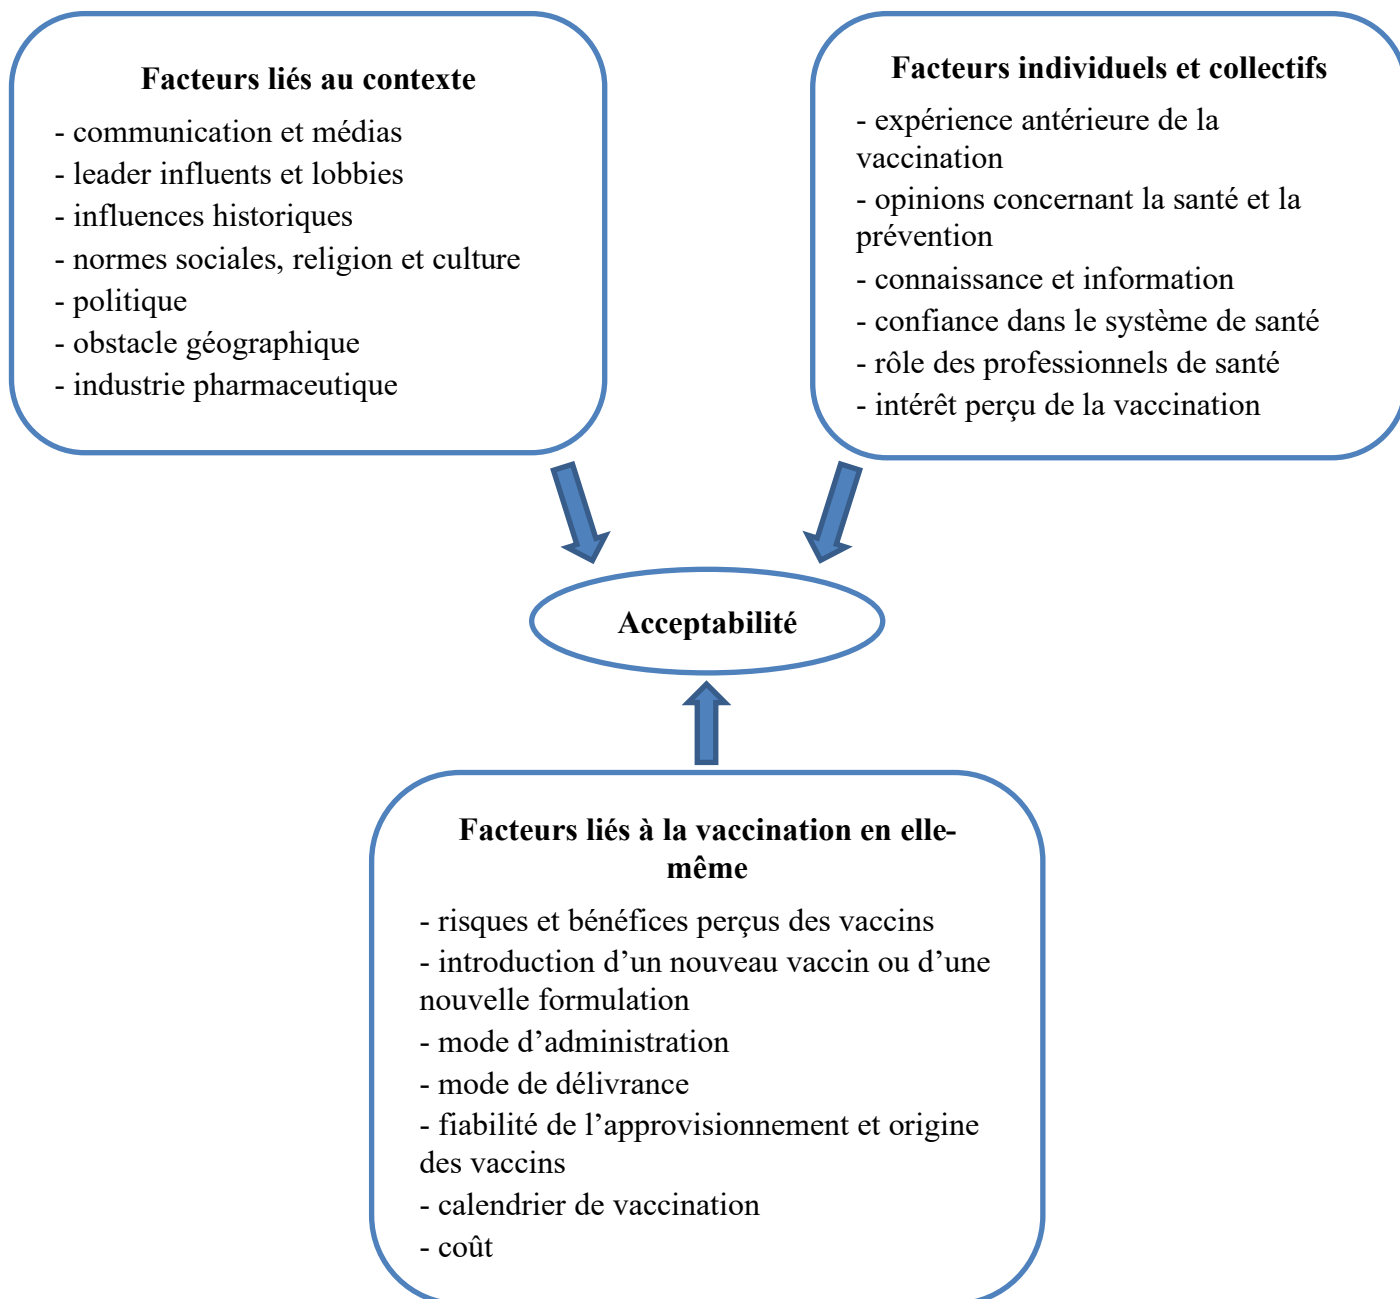 Facteurs liés au contexte
- communication et médias
- leader influents et lobbies
- influences historiques
- normes sociales, religion et culture
- politique
- obstacle géographique
- industrie pharmaceutique
Facteurs individuels et collectifs
- expérience antérieure de la
vaccination
- opinions concernant la santé et la
prévention
- connaissance et information
- confiance dans le système de santé
- rôle des professionnels de santé
- intérêt perçu de la vaccination
Acceptabilité
Facteurs liés à la vaccination en elle-
même
- risques et bénéfices perçus des vaccins
- introduction d’un nouveau vaccin ou d’une
nouvelle formulation
- mode d’administration
- mode de délivrance
- fiabilité de l’approvisionnement et origine
des vaccins
- calendrier de vaccination
- coût